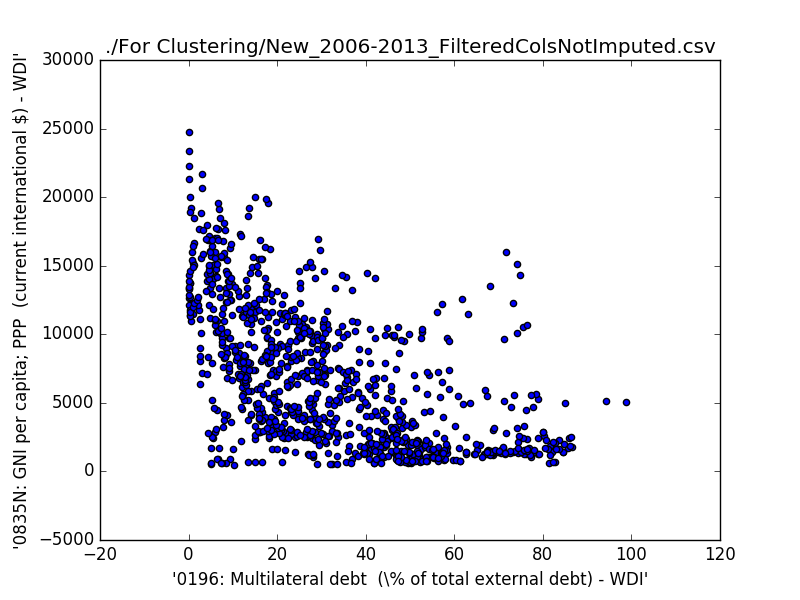 ./For Clustering/New_2006-2013_FilteredColsNotImputed.csv
'0835N: GNI per capita; PPP  (current international $) - WDI'
30000
25000
20000
15000
10000
5000
0
−5000
−20 0 20 40 60 80 100 120
'0196: Multilateral debt  (\% of total external debt) - WDI'